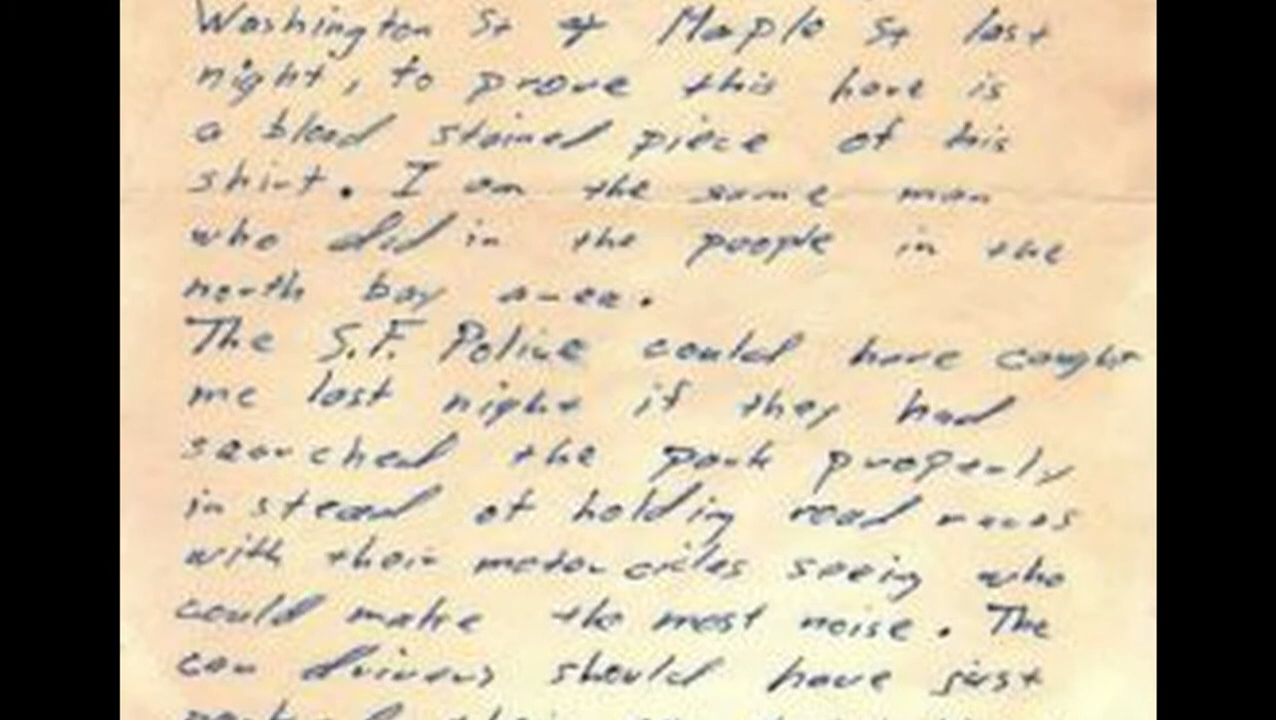 Washington St & Maple St last
night, to prove this here is
a blood stained piece of his
shirt. I am the same man
who did in the people in the
north bay area.
The S.F. Police could have caught
me last night if they had
searched the park properly
instead of holding road races
with their motorcicles seeing who
could make the most noise. The
car drivers should have just